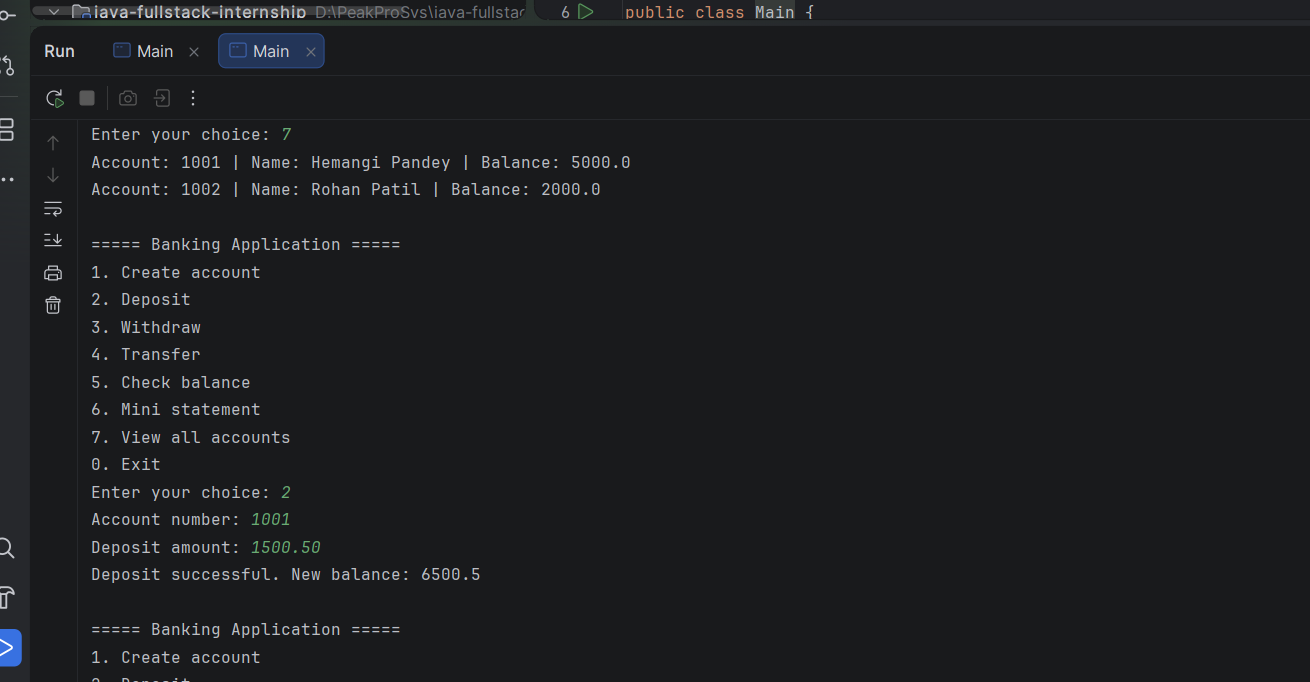 java-fullstack-internship D:\PeakProSys\java-fullstac
6 public class Main {
Run Main Main
Enter your choice: 7
Account: 1001 | Name: Hemangi Pandey | Balance: 5000.0
Account: 1002 | Name: Rohan Patil | Balance: 2000.0
===== Banking Application =====
1. Create account
2. Deposit
3. Withdraw
4. Transfer
5. Check balance
6. Mini statement
7. View all accounts
0. Exit
Enter your choice: 2
Account number: 1001
Deposit amount: 1500.50
Deposit successful. New balance: 6500.5
===== Banking Application =====
1. Create account
2. Deposit